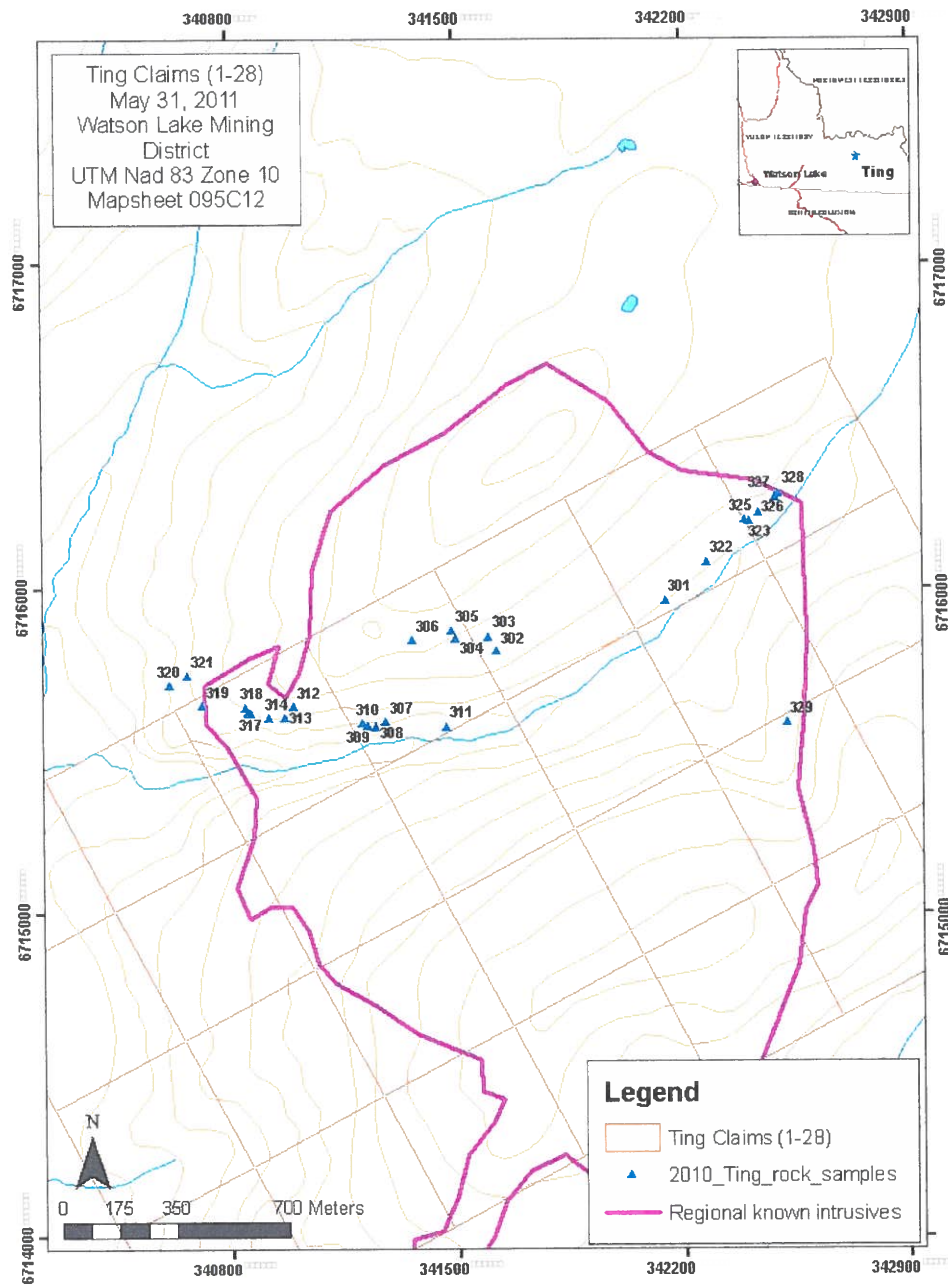 340800 341500 342200 342900
Ting Claims (1-28)
May 31, 2011
Watson Lake Mining
District
UTM Nad 83 Zone 10
Mapsheet 095C12
Watson Lake
Ting
6717000 6717000
6716000 6716000
6715000 6715000
6714000
328
327
325
326
323
322
301
305
303
306
304
302
321
320
319
318
312
314
317
313
310
307
311
309
308
329
N
0 175 350 700 Meters
Legend
Ting Claims (1-28)
2010_Ting_rock_samples
Regional known intrusives
340800 341500 342200 342900